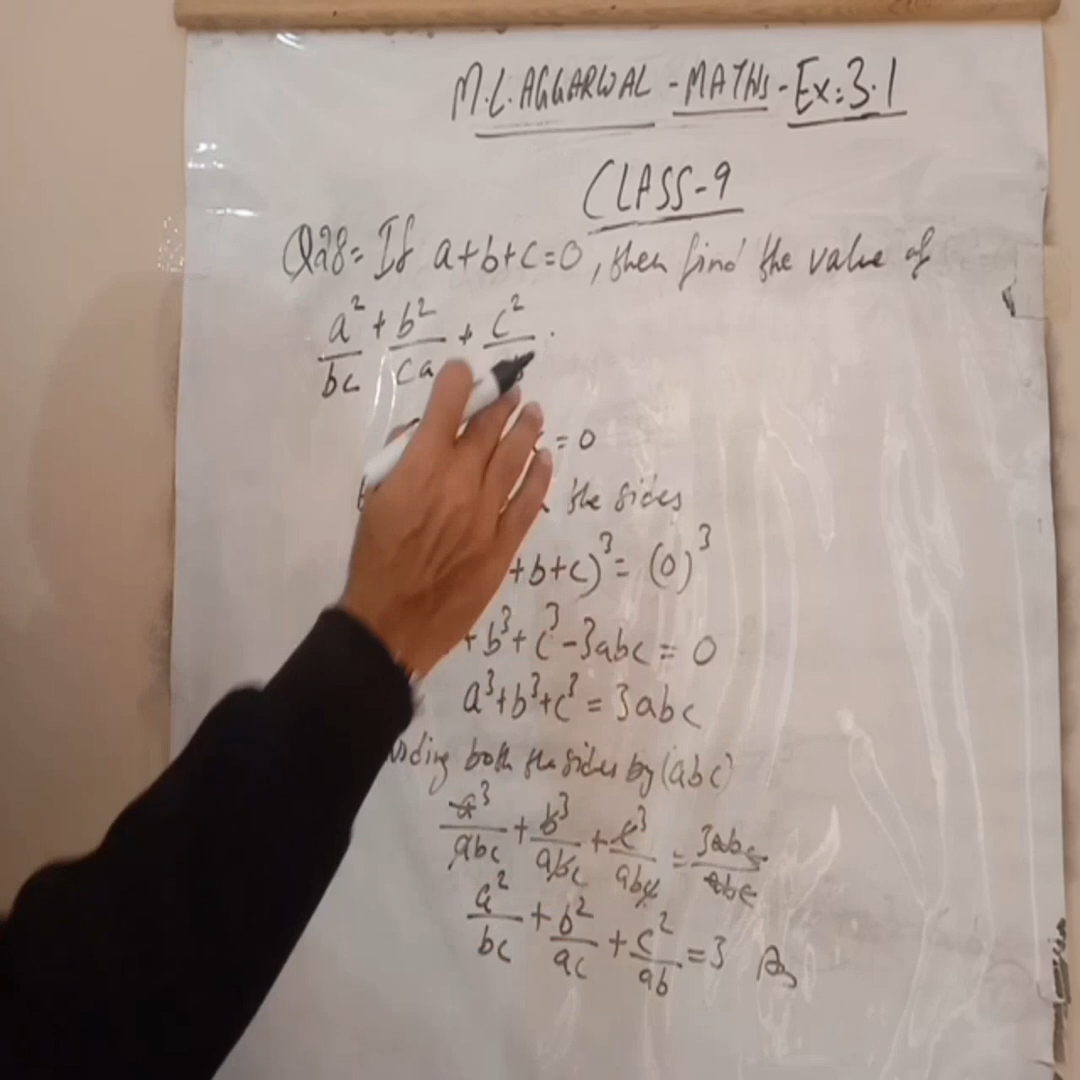 M.L.AGGARWAL - MATHS - Ex: 3.1
CLASS-9
Q28= If a+b+c=0, then find the value of
a²/bc + b²/ca + c²/
= 0
the sides
+b+c)³ = (0)³
+b³+c³-3abc = 0
a³+b³+c³ = 3abc
both the sides by (abc)
a³/abc + b³/abc + c³/abc = 3abc/abc
a²/bc + b²/ac + c²/ab = 3